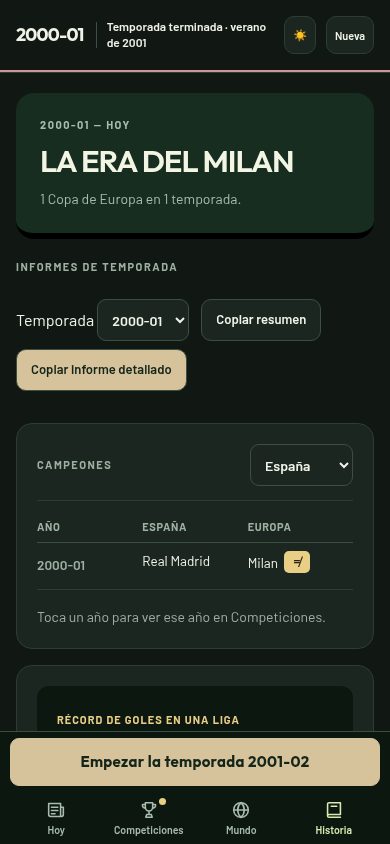 2000-01
Temporada terminada · verano
de 2001
Nueva
2000-01 — HOY
LA ERA DEL MILAN
1 Copa de Europa en 1 temporada.
INFORMES DE TEMPORADA
Temporada 2000-01 Copiar resumen
Copiar informe detallado
CAMPEONES España
AÑO ESPAÑA EUROPA
2000-01 Real Madrid Milan ≠
Toca un año para ver ese año en Competiciones.
RÉCORD DE GOLES EN UNA LIGA
Empezar la temporada 2001-02
Hoy Competiciones Mundo Historia